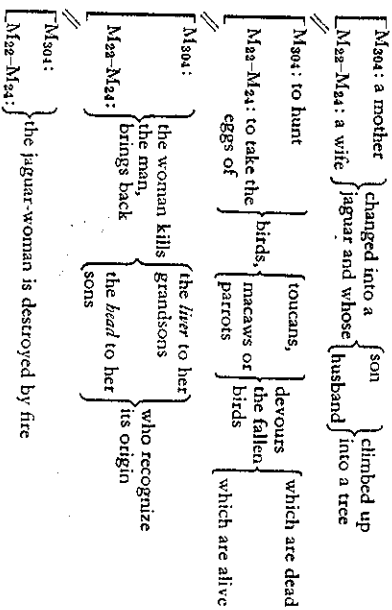 M304: a mother changed into a son climbed up
M22–M24: a wife jaguar and whose husband into a tree
//
M304: to hunt birds, toucans, devours which are dead
M22–M24: to take the macaws or the fallen which are alive
eggs of parrots birds
//
M304: the woman kills the liver to her who recognize
the man, grandsons its origin
M22–M24: brings back the head to her
sons
//
M304:
M22–M24: the jaguar-woman is destroyed by fire